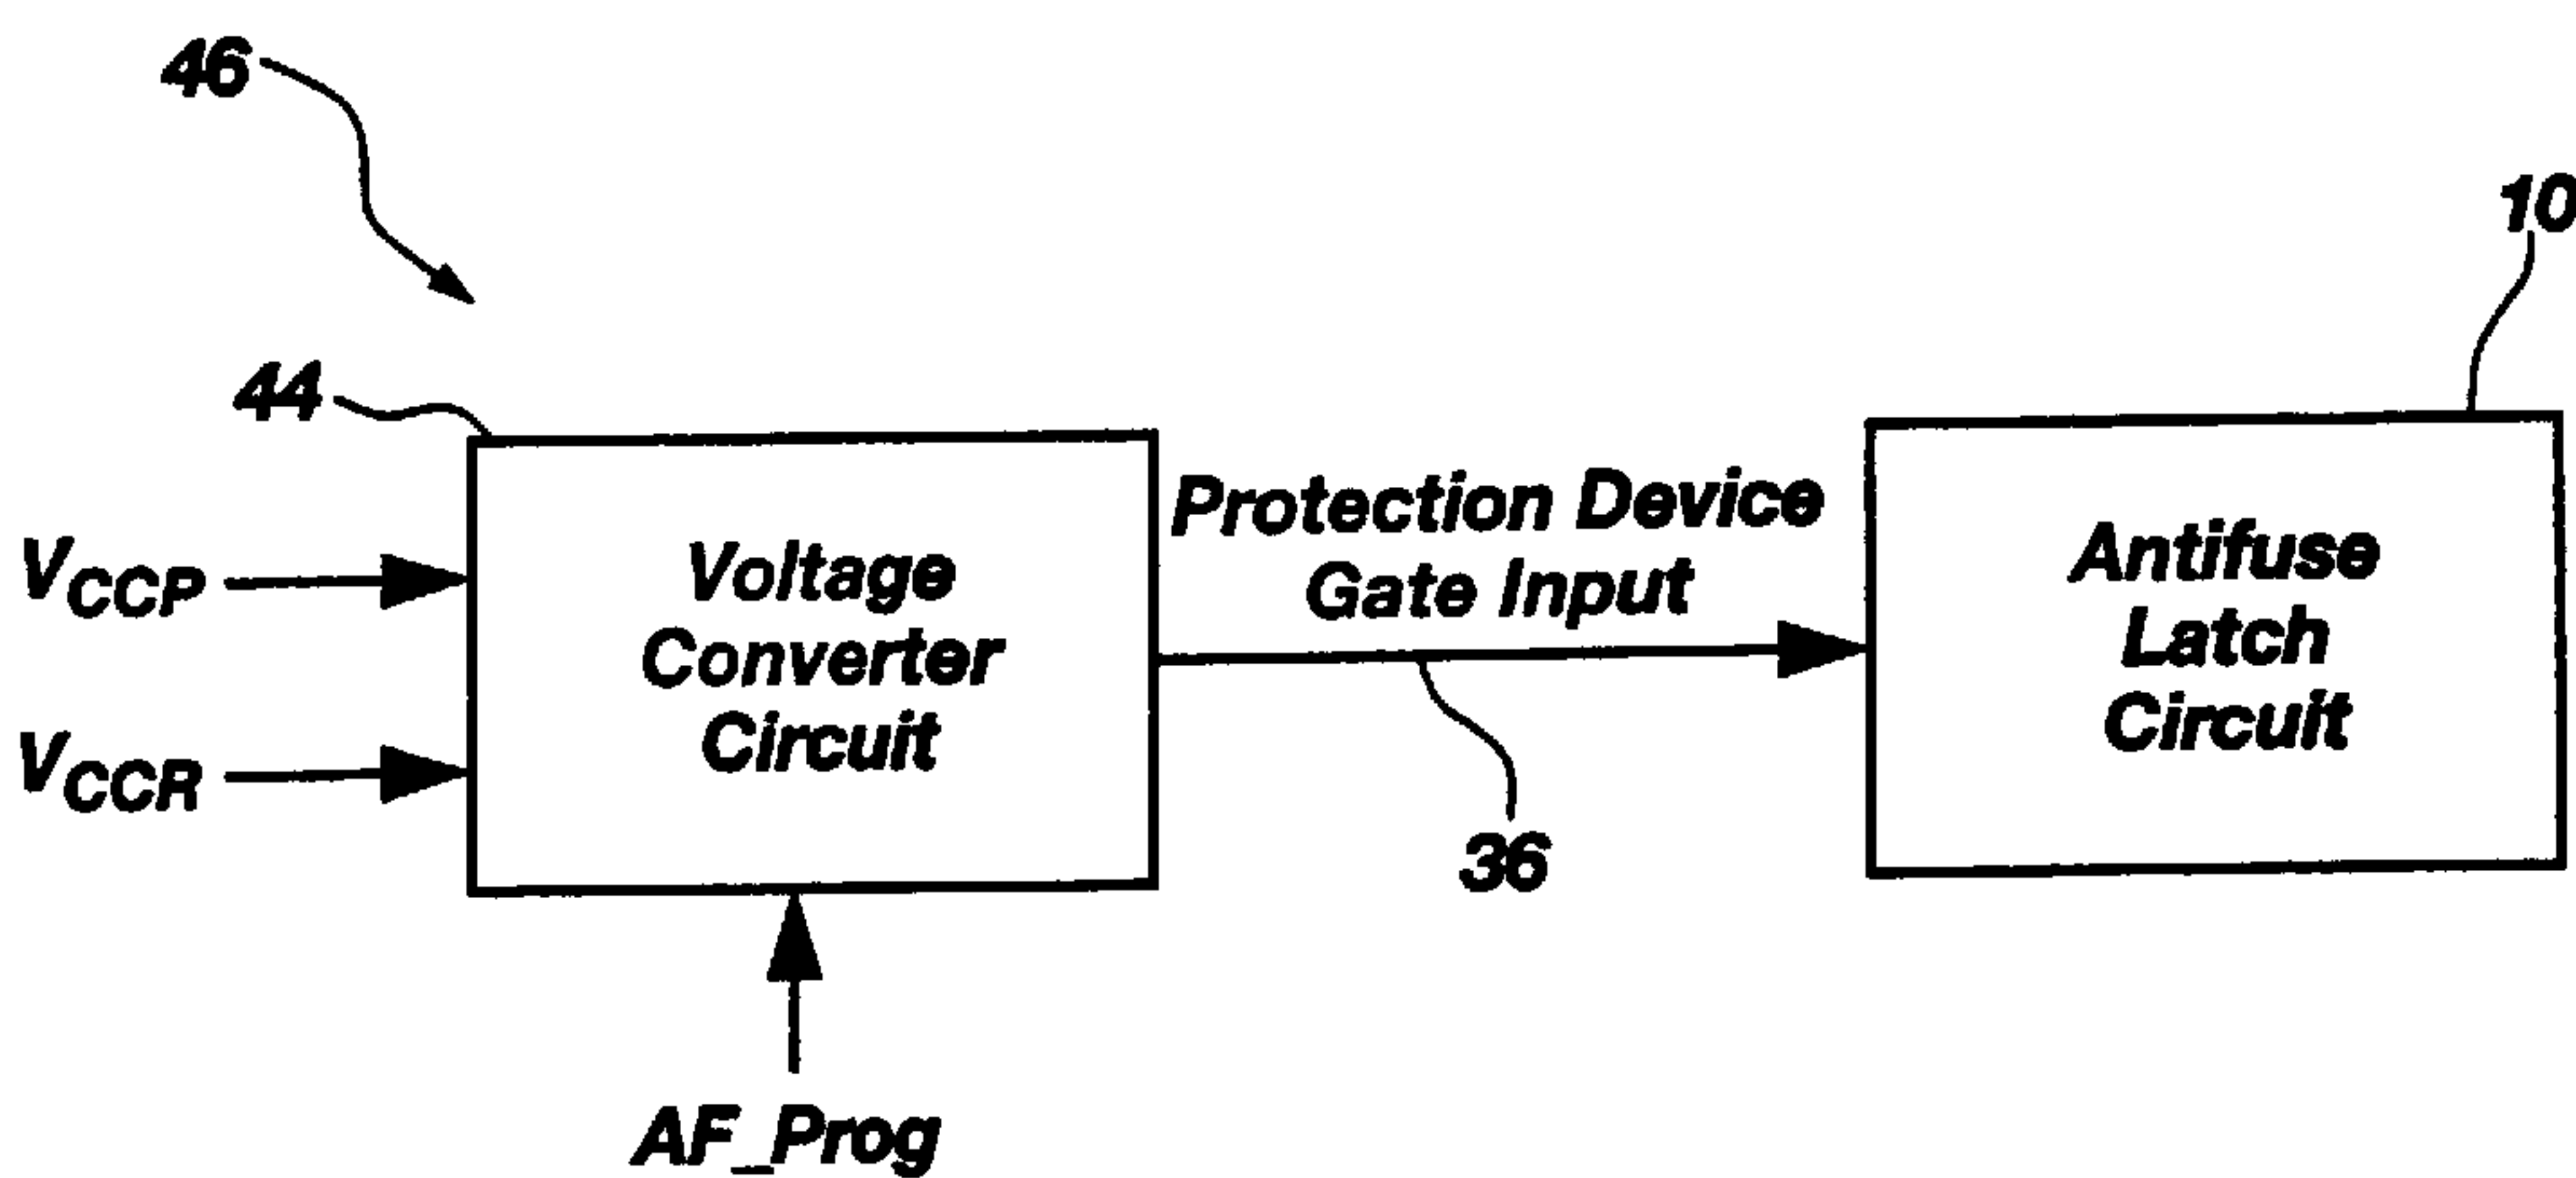 46
10
44
Protection Device
Gate Input
Voltage
Converter
Circuit
Antifuse
Latch
Circuit
VCCP
VCCR
36
AF_Prog